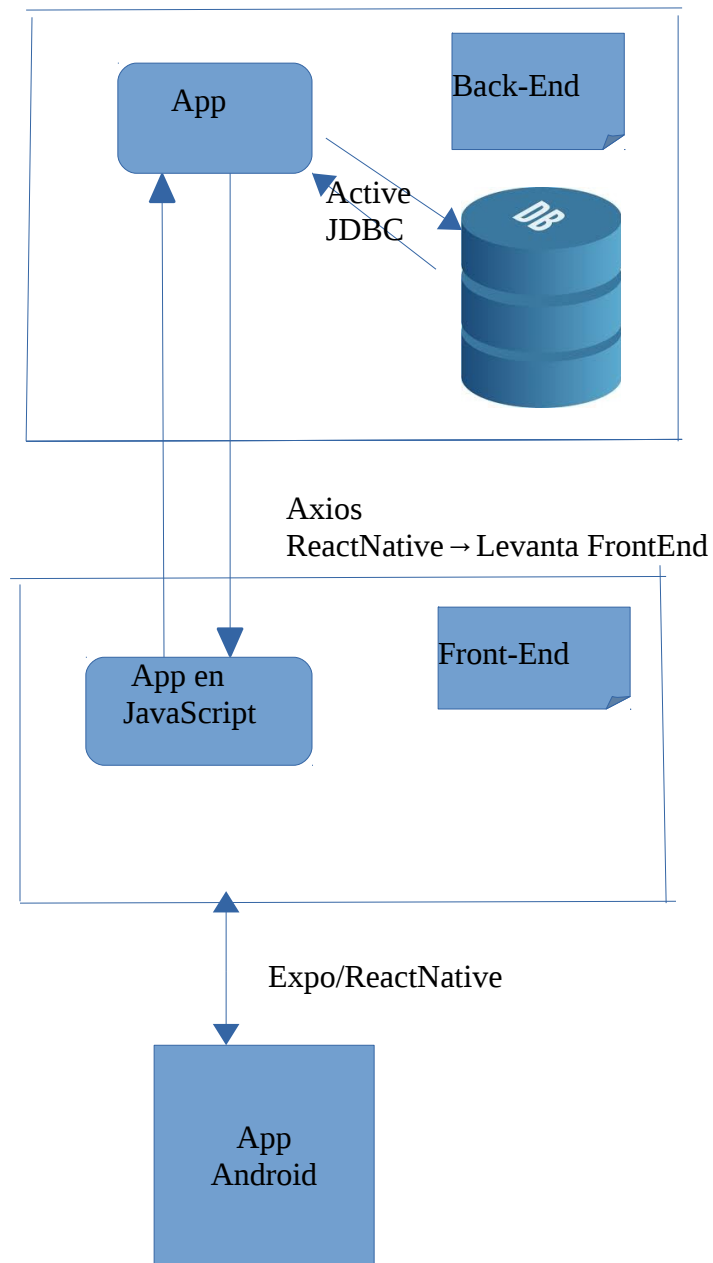 App
Back-End
Active
JDBC
DB
Axios
ReactNative→Levanta FrontEnd
Front-End
App en
JavaScript
Expo/ReactNative
App
Android